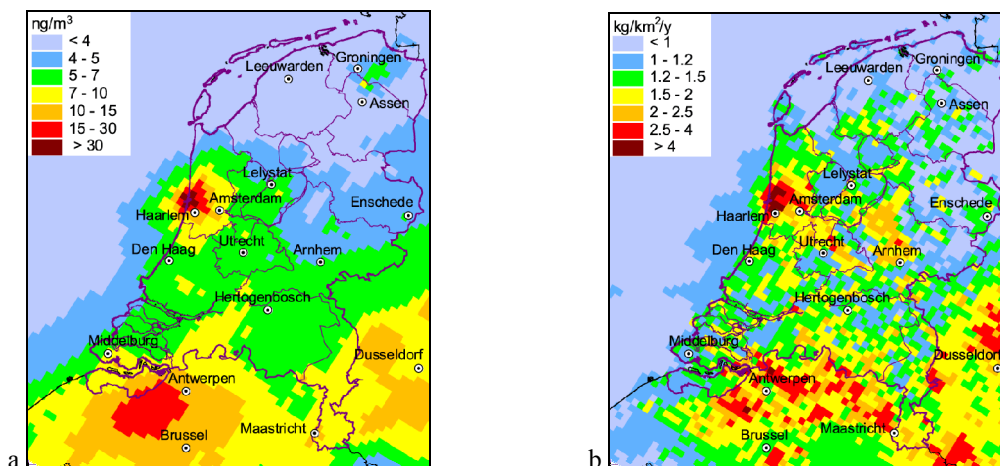 ng/m³
< 4
4 - 5
5 - 7
7 - 10
10 - 15
15 - 30
> 30
Groningen
Leeuwarden
Assen
Lelystat
Amsterdam
Haarlem
Enschede
Den Haag
Utrecht
Arnhem
Hertogenbosch
Middelburg
Dusseldorf
Antwerpen
Brussel
Maastricht
a
kg/km²/y
< 1
1 - 1.2
1.2 - 1.5
1.5 - 2
2 - 2.5
2.5 - 4
> 4
Groningen
Leeuwarden
Assen
Lelystat
Amsterdam
Haarlem
Enschede
Den Haag
Utrecht
Arnhem
Hertogenbosch
Middelburg
Dusseldorf
Antwerpen
Brussel
Maastricht
b